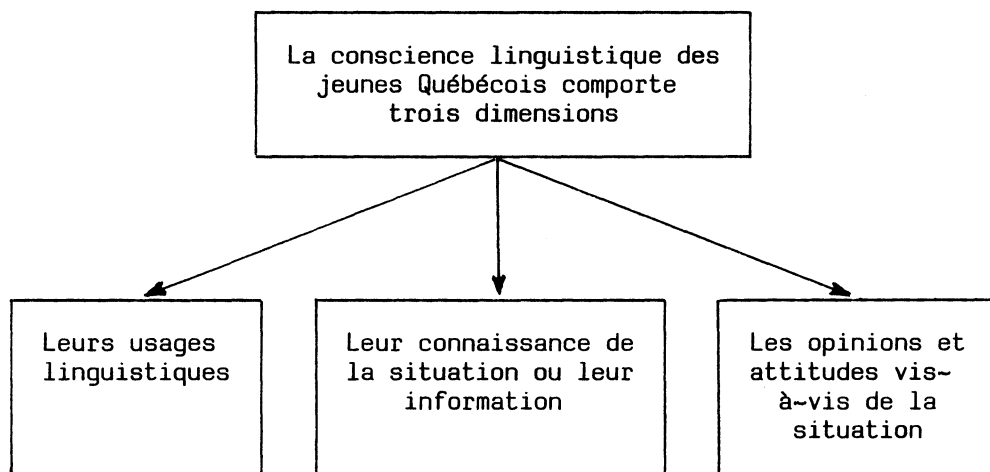 La conscience linguistique des
jeunes Québécois comporte
trois dimensions
Leurs usages
linguistiques
Leur connaissance de
la situation ou leur
information
Les opinions et
attitudes vis-
à-vis de la
situation